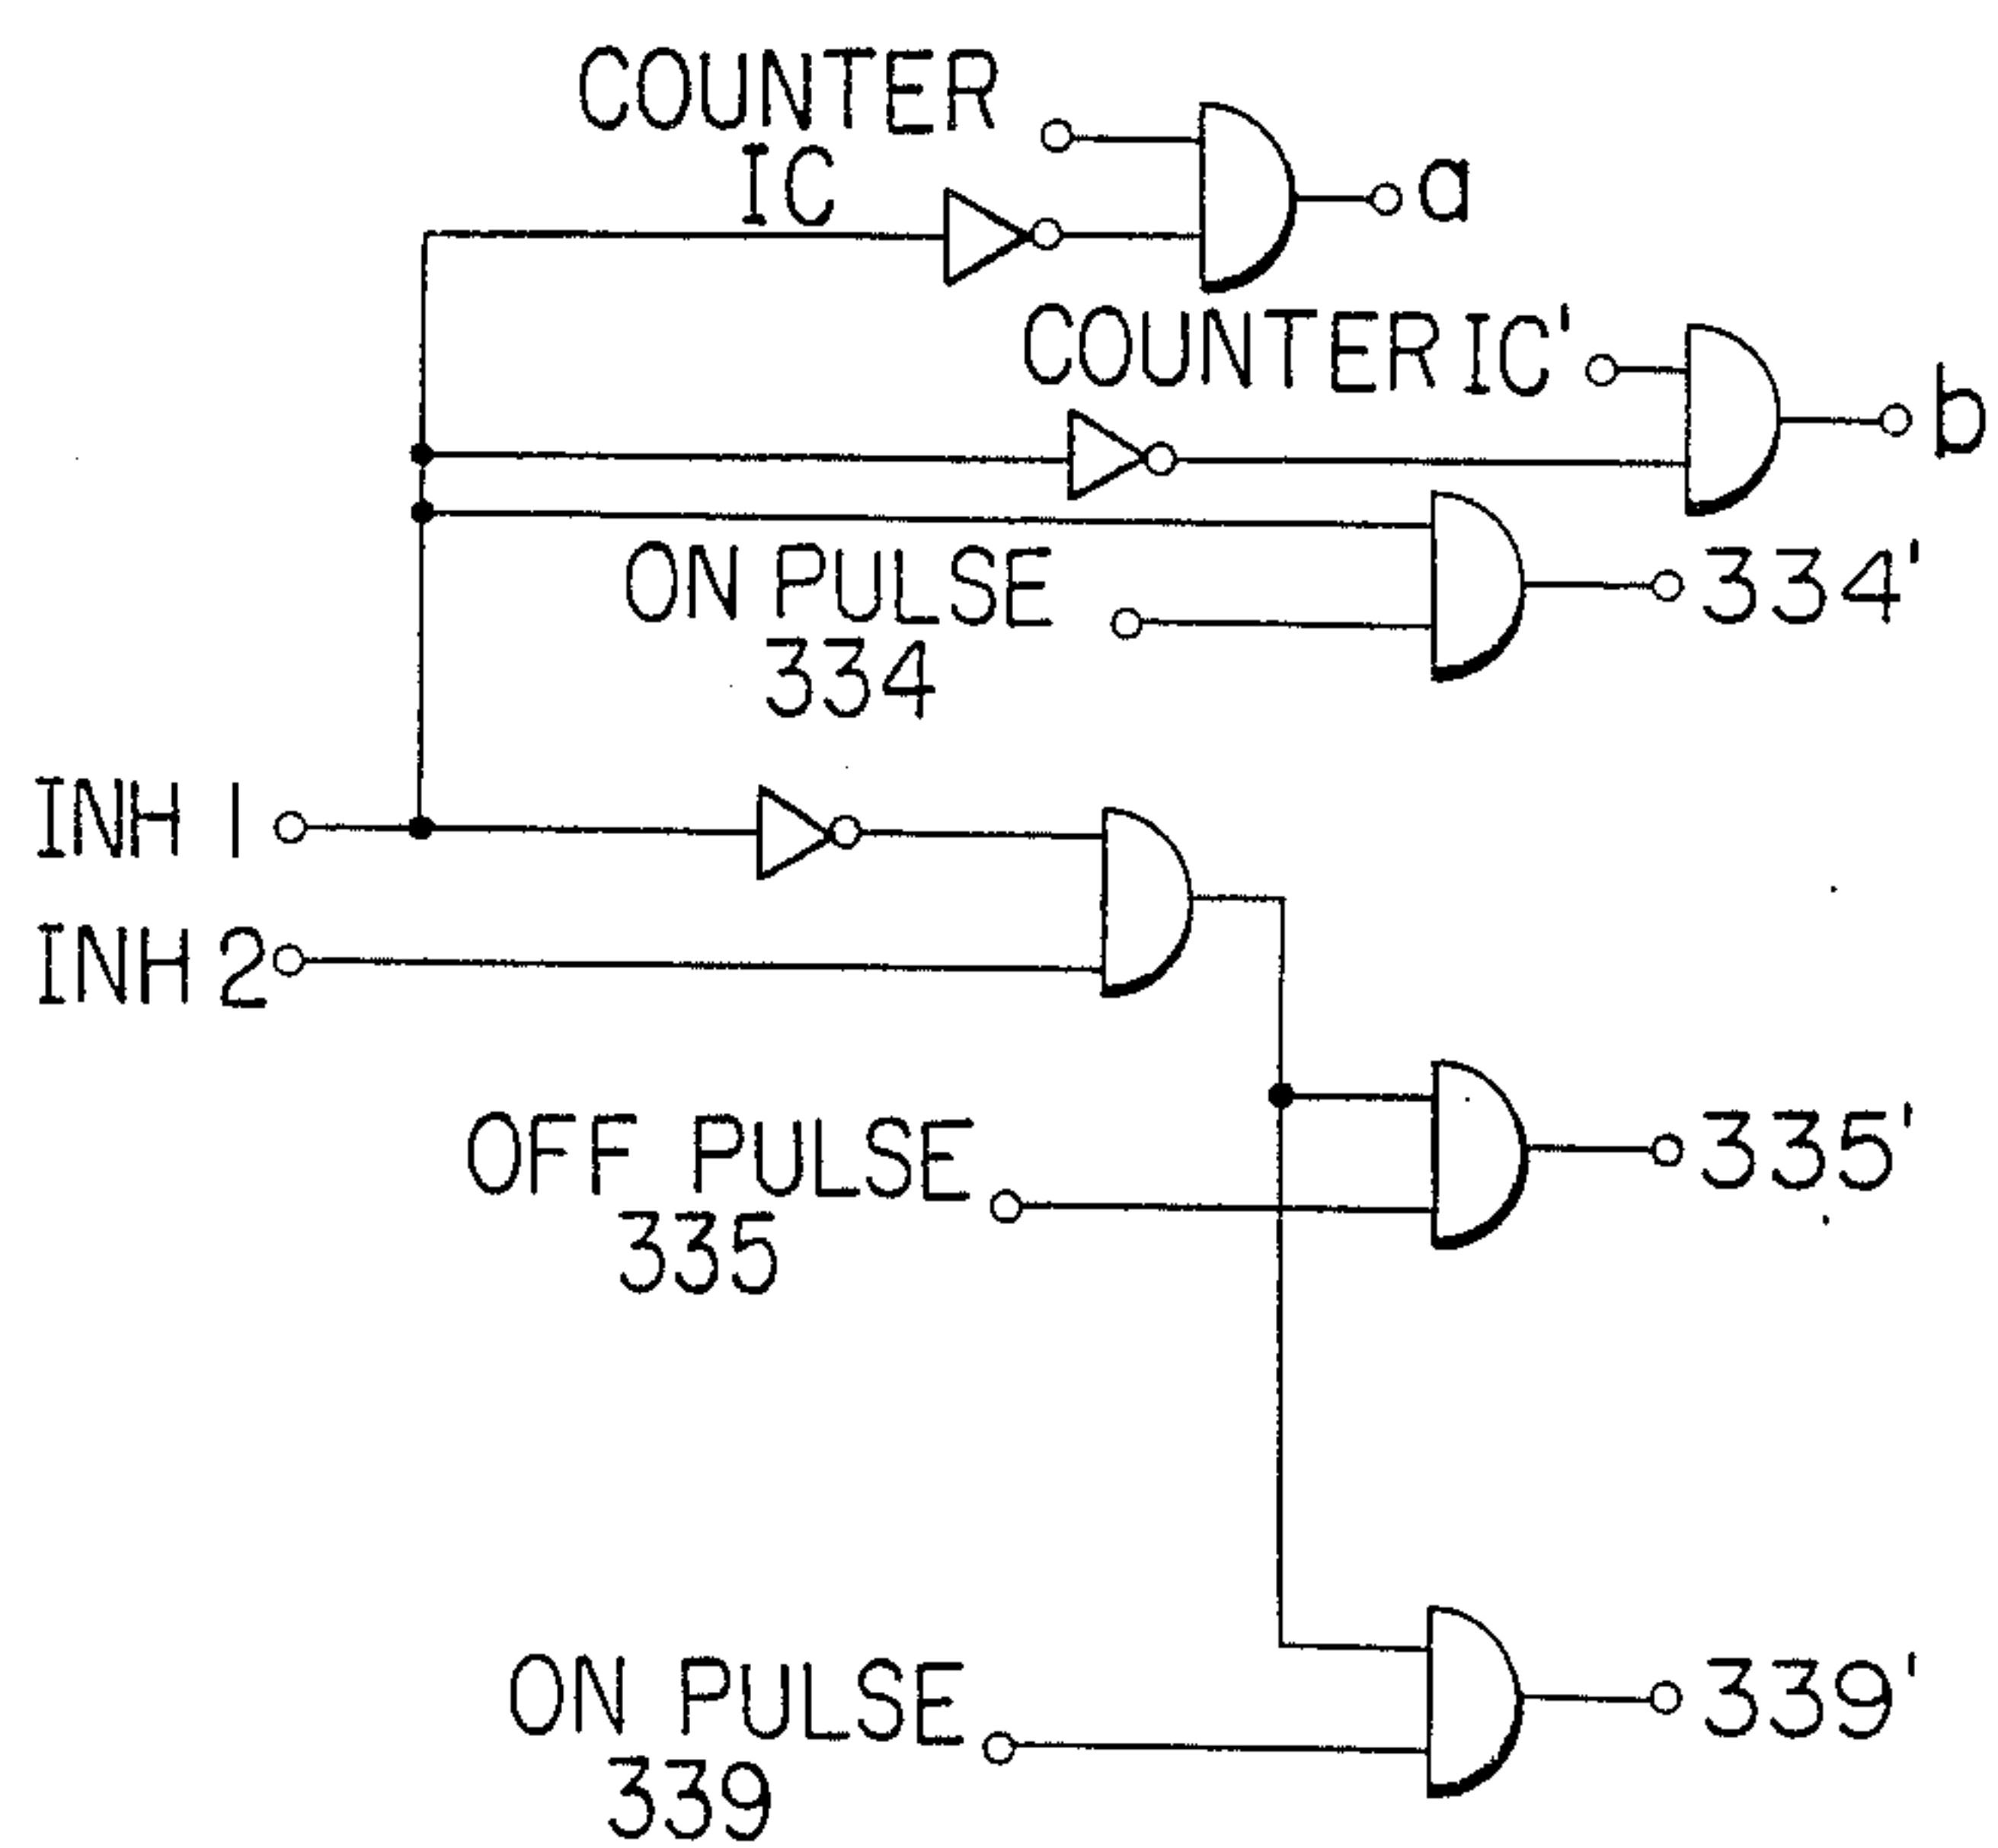 COUNTER
IC
a
COUNTER IC'
b
ON PULSE
334
334'
INH 1
INH 2
OFF PULSE
335
335'
ON PULSE
339
339'